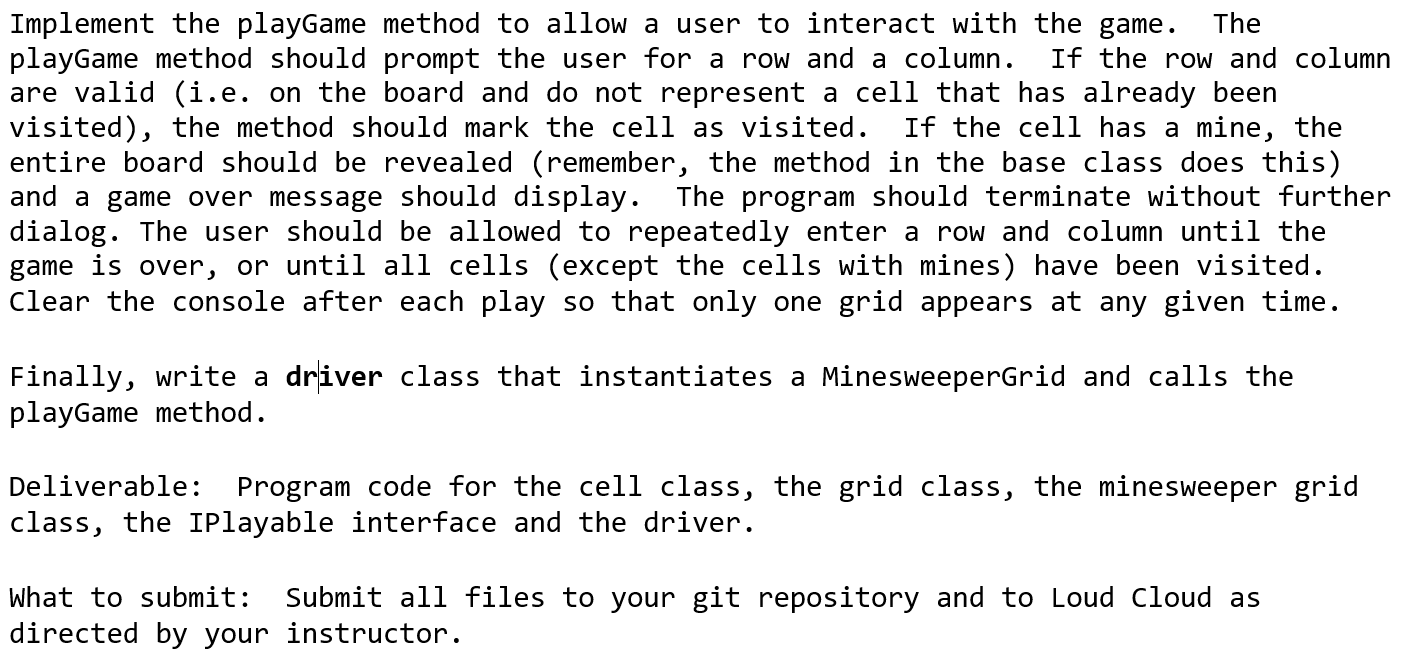 Implement the playGame method to allow a user to interact with the game.  The
playGame method should prompt the user for a row and a column.  If the row and column
are valid (i.e. on the board and do not represent a cell that has already been
visited), the method should mark the cell as visited.  If the cell has a mine, the
entire board should be revealed (remember, the method in the base class does this)
and a game over message should display.  The program should terminate without further
dialog. The user should be allowed to repeatedly enter a row and column until the
game is over, or until all cells (except the cells with mines) have been visited.
Clear the console after each play so that only one grid appears at any given time.
Finally, write a driver class that instantiates a MinesweeperGrid and calls the
playGame method.
Deliverable:  Program code for the cell class, the grid class, the minesweeper grid
class, the IPlayable interface and the driver.
What to submit:  Submit all files to your git repository and to Loud Cloud as
directed by your instructor.